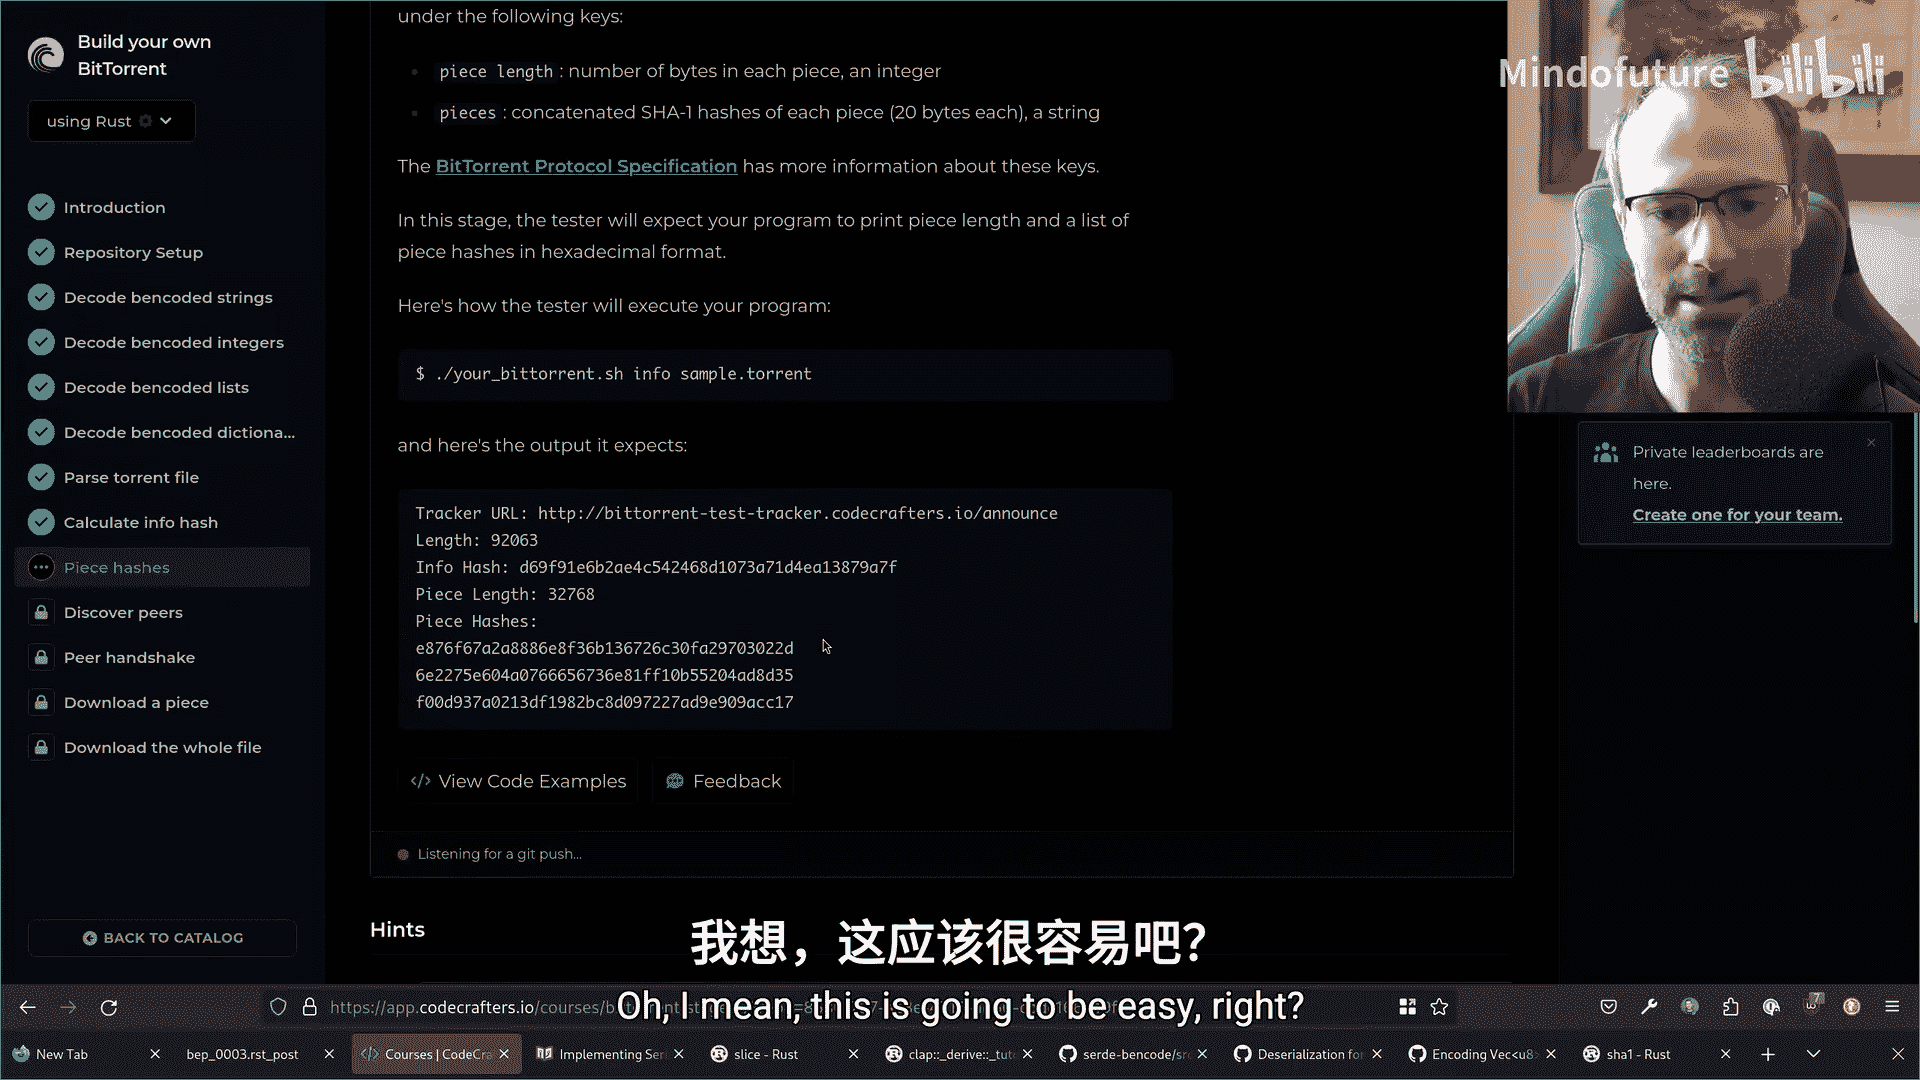 Build your own
BitTorrent
using Rust
Introduction
Repository Setup
Decode bencoded strings
Decode bencoded integers
Decode bencoded lists
Decode bencoded dictiona...
Parse torrent file
Calculate info hash
Piece hashes
Discover peers
Peer handshake
Download a piece
Download the whole file
BACK TO CATALOG
under the following keys:
piece length : number of bytes in each piece, an integer
pieces : concatenated SHA-1 hashes of each piece (20 bytes each), a string
The BitTorrent Protocol Specification has more information about these keys.
In this stage, the tester will expect your program to print piece length and a list of
piece hashes in hexadecimal format.
Here's how the tester will execute your program:
$ ./your_bittorrent.sh info sample.torrent
and here's the output it expects:
Tracker URL: http://bittorrent-test-tracker.codecrafters.io/announce
Length: 92063
Info Hash: d69f91e6b2ae4c542468d1073a71d4ea13879a7f
Piece Length: 32768
Piece Hashes:
e876f67a2a8886e8f36b136726c30fa29703022d
6e2275e604a0766656736e81ff10b55204ad8d35
f00d937a0213df1982bc8d097227ad9e909acc17
</> View Code Examples
Feedback
Listening for a git push...
Hints
Mindofuture bilibili
Private leaderboards are
here.
Create one for your team.
我想，这应该很容易吧？
Oh, I mean, this is going to be easy, right?
https://app.codecrafters.io/courses/b
7
New Tab
bep_0003.rst_post
Courses | CodeCra
Implementing Ser
slice - Rust
clap::_derive::_tut
serde-bencode/sr
Deserialization fo
Encoding Vec<u8>
sha1 - Rust